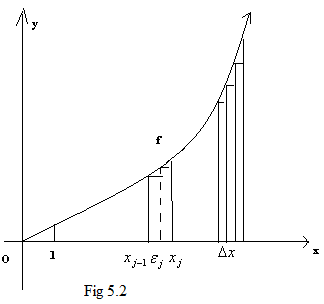 y
f
x
0 1 x_{j-1} ε_j x_j Δx
Fig 5.2